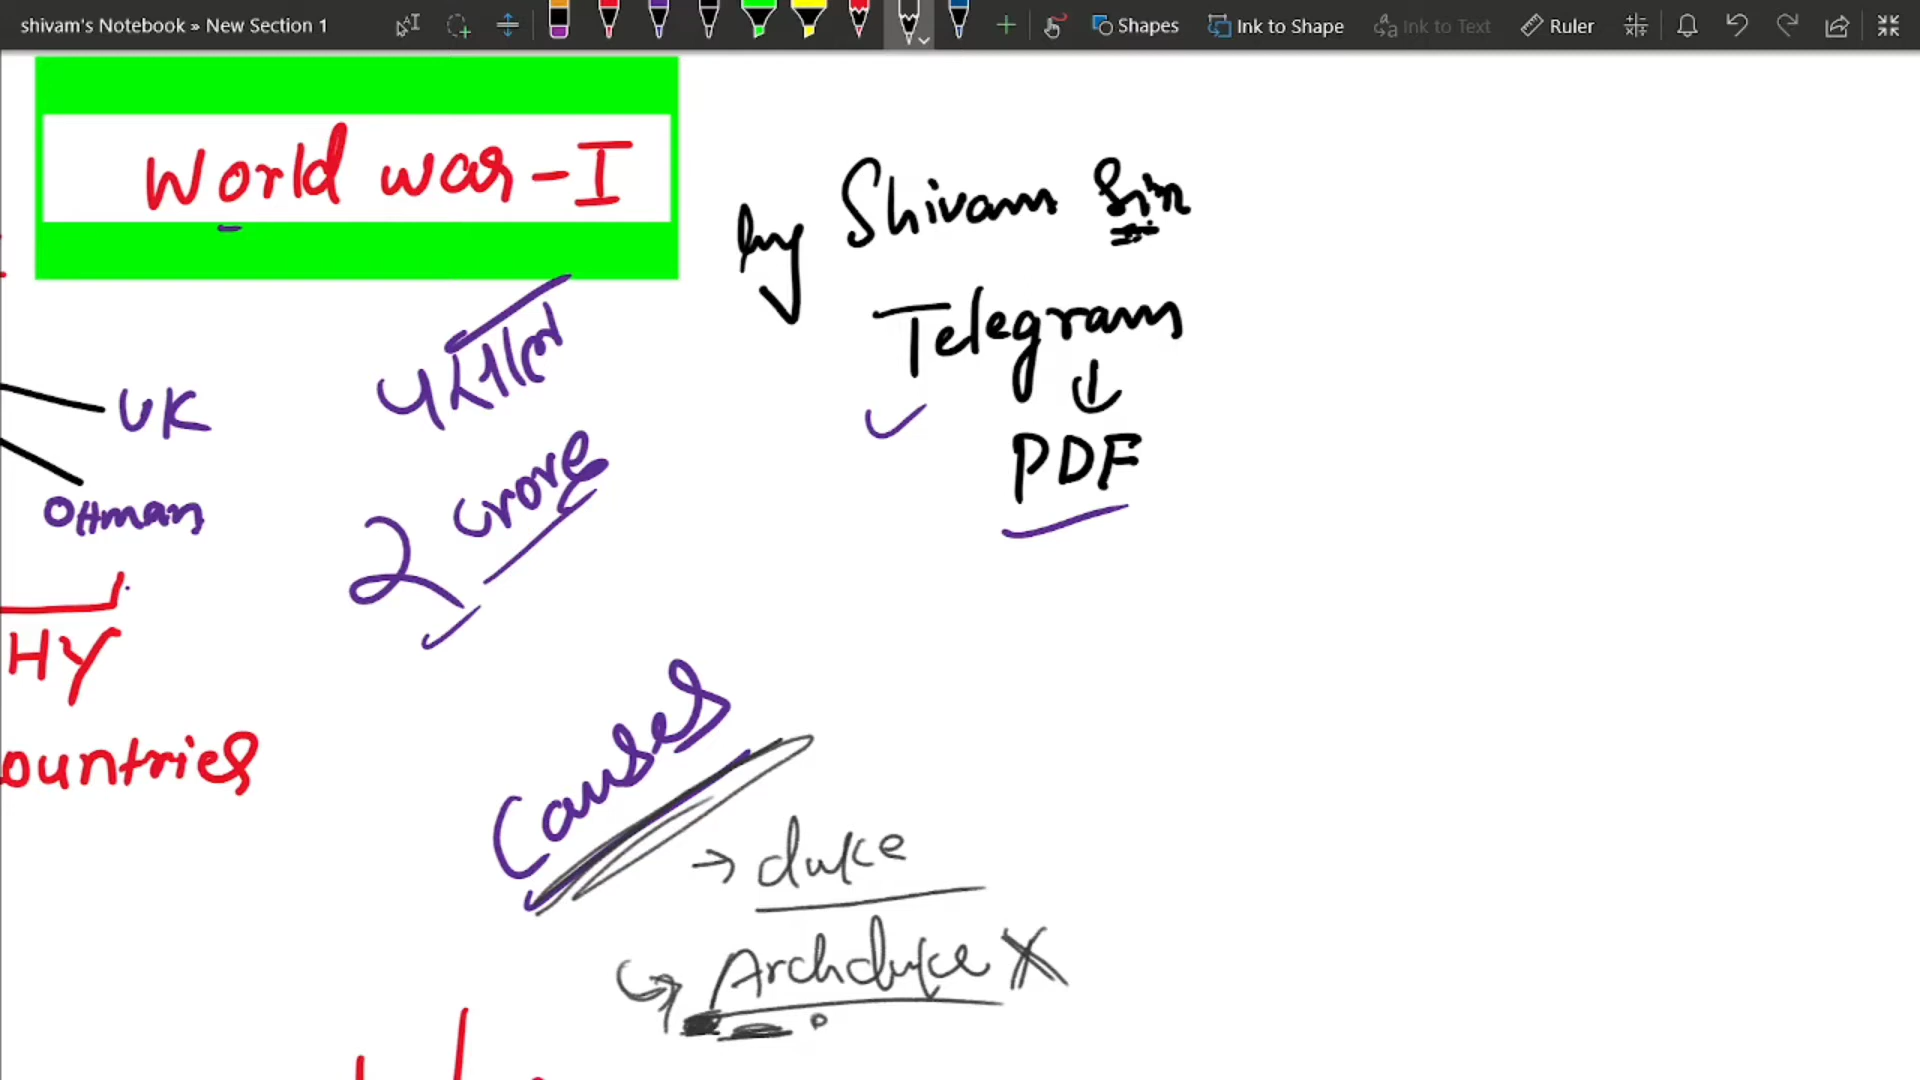 shivam's Notebook » New Section 1
Shapes
Ink to Shape
Ink to Text
Ruler
World war-I
by Shivam Sir
Telegram
PDF
UK
Ottman
2 crore
HY
ountries
Causes
→ duke
Archduke X